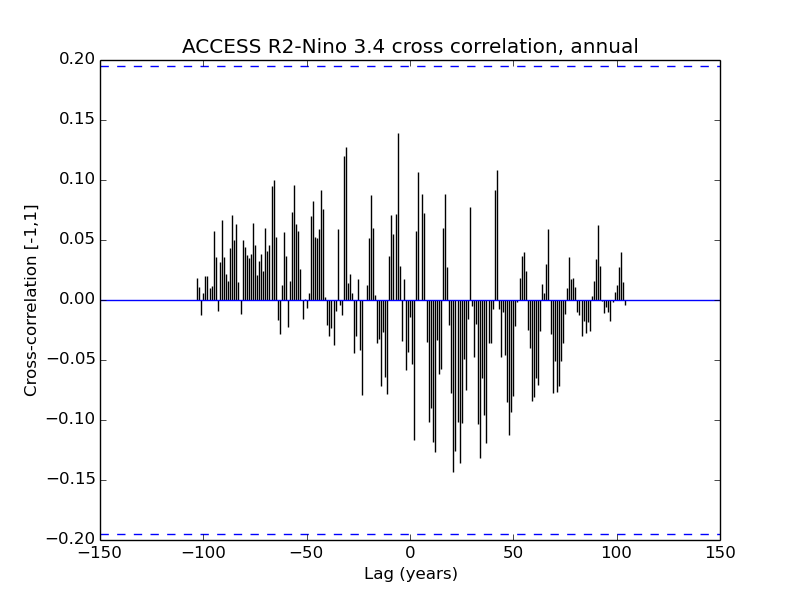 ACCESS R2-Nino 3.4 cross correlation, annual
0.20
0.15
0.10
0.05
0.00
−0.05
−0.10
−0.15
−0.20
Cross-correlation [-1,1]
−150 −100 −50 0 50 100 150
Lag (years)